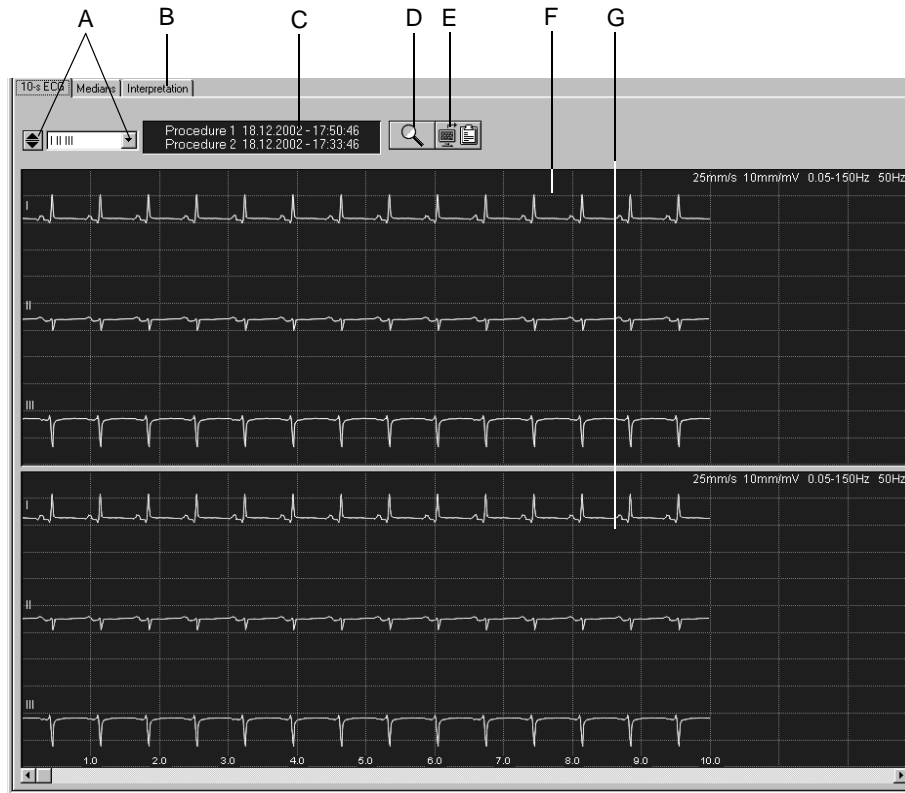 A B C D E F G
10-s ECG Medians Interpretation
I II III
Procedure 1 18.12.2002 - 17:50:46
Procedure 2 18.12.2002 - 17:33:46
25mm/s 10mm/mV 0.05-150Hz 50Hz
I
II
III
25mm/s 10mm/mV 0.05-150Hz 50Hz
I
II
III
1.0 2.0 3.0 4.0 5.0 6.0 7.0 8.0 9.0 10.0